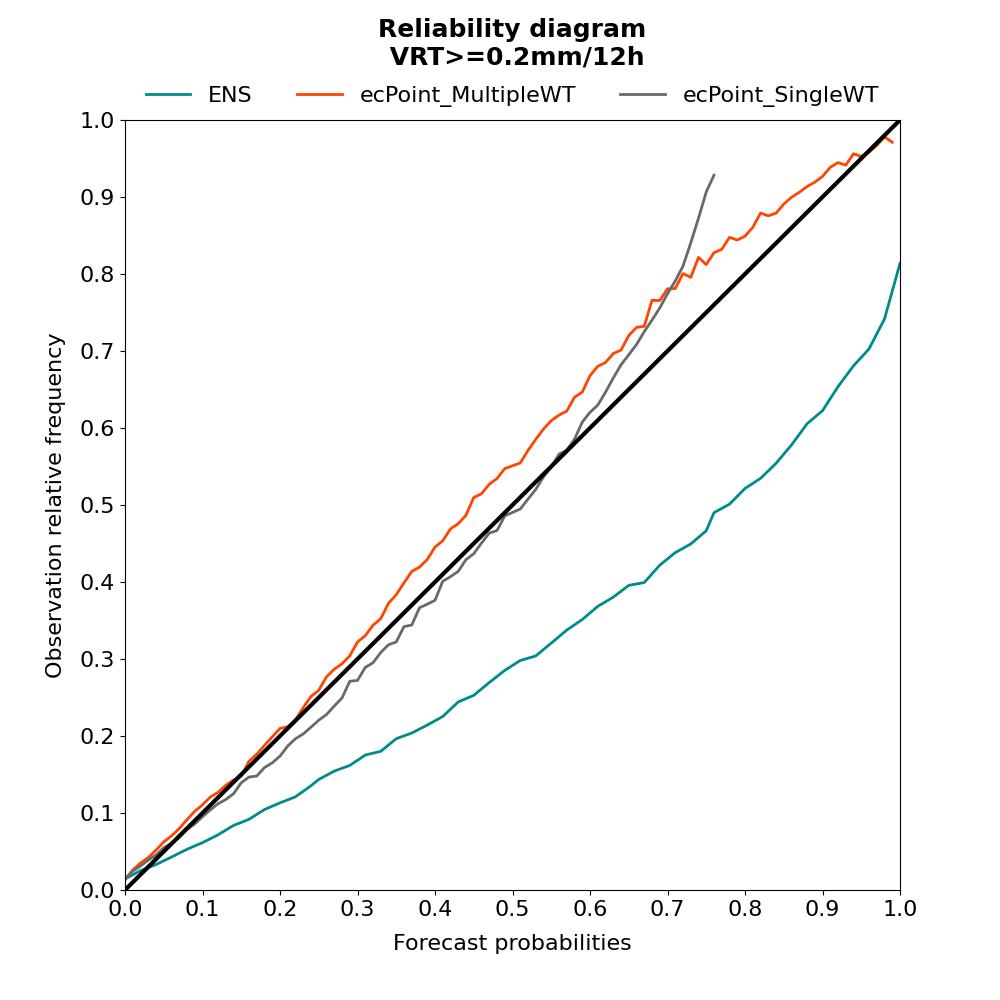 Reliability diagram
VRT>=0.2mm/12h
ENS ecPoint_MultipleWT ecPoint_SingleWT
1.0
0.9
0.8
0.7
0.6
0.5
0.4
0.3
0.2
0.1
0.0
Observation relative frequency
0.0 0.1 0.2 0.3 0.4 0.5 0.6 0.7 0.8 0.9 1.0
Forecast probabilities